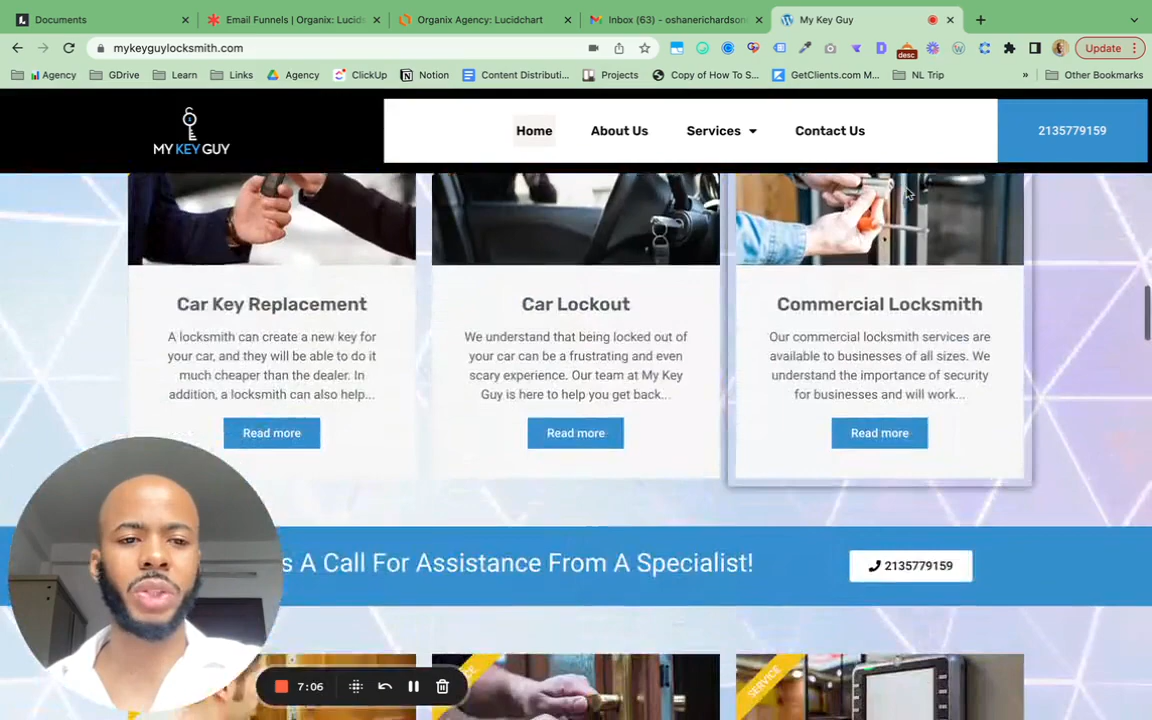 Documents
Email Funnels | Organix: Lucids
Organix Agency: Lucidchart
Inbox (63) - oshanerichardson
My Key Guy
mykeyguylocksmith.com
desc
Update
Agency
GDrive
Learn
Links
Agency
ClickUp
Notion
Content Distributi...
Projects
Copy of How To S...
GetClients.com M...
NL Trip
»
Other Bookmarks
MY KEY GUY
Home
About Us
Services
Contact Us
2135779159
Car Key Replacement
A locksmith can create a new key for
your car, and they will be able to do it
much cheaper than the dealer. In
addition, a locksmith can also help...
Read more
Car Lockout
We understand that being locked out of
your car can be a frustrating and even
scary experience. Our team at My Key
Guy is here to help you get back...
Read more
Commercial Locksmith
Our commercial locksmith services are
available to businesses of all sizes. We
understand the importance of security
for businesses and will work...
Read more
s A Call For Assistance From A Specialist!
2135779159
SERVICE
7:06